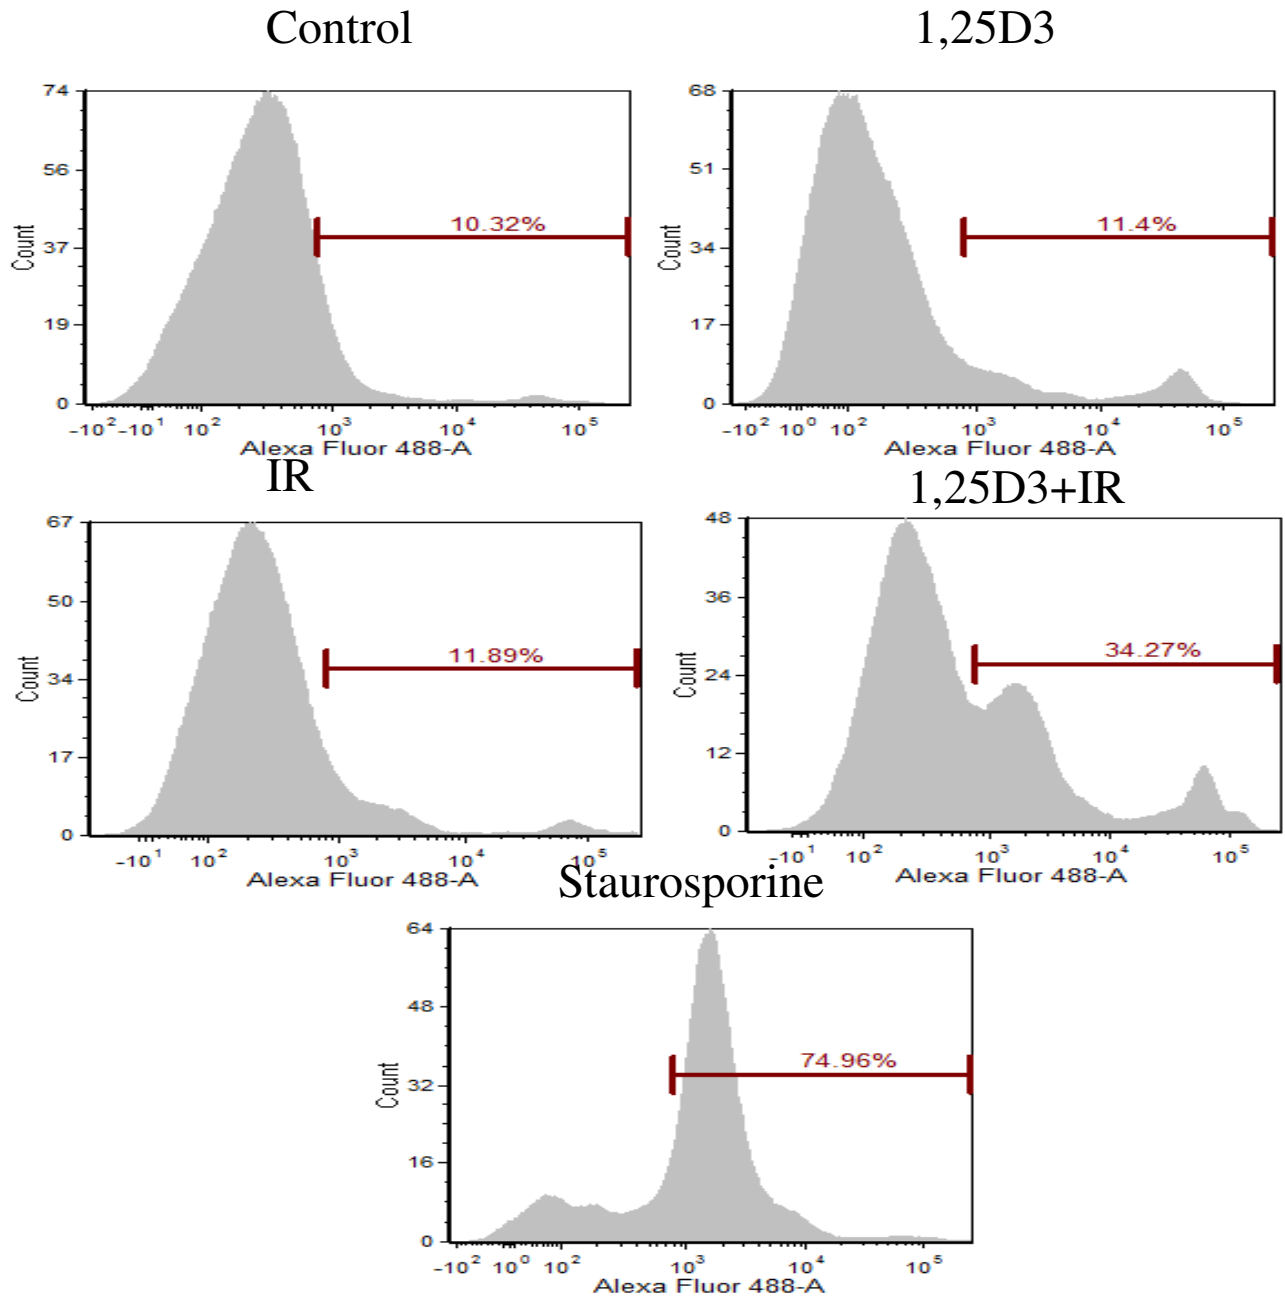 Control
74
56
37
19
0
Count
10.32%
-10² -10¹ 10² 10³ 10⁴ 10⁵
Alexa Fluor 488-A
1,25D3
68
51
34
17
0
Count
11.4%
-10² 10⁰ 10² 10³ 10⁴ 10⁵
Alexa Fluor 488-A
IR
67
50
34
17
0
Count
11.89%
-10¹ 10² 10³ 10⁴ 10⁵
Alexa Fluor 488-A
1,25D3+IR
48
36
24
12
0
Count
34.27%
-10¹ 10² 10³ 10⁴ 10⁵
Alexa Fluor 488-A
Staurosporine
64
48
32
16
0
Count
74.96%
-10² 10⁰ 10² 10³ 10⁴ 10⁵
Alexa Fluor 488-A